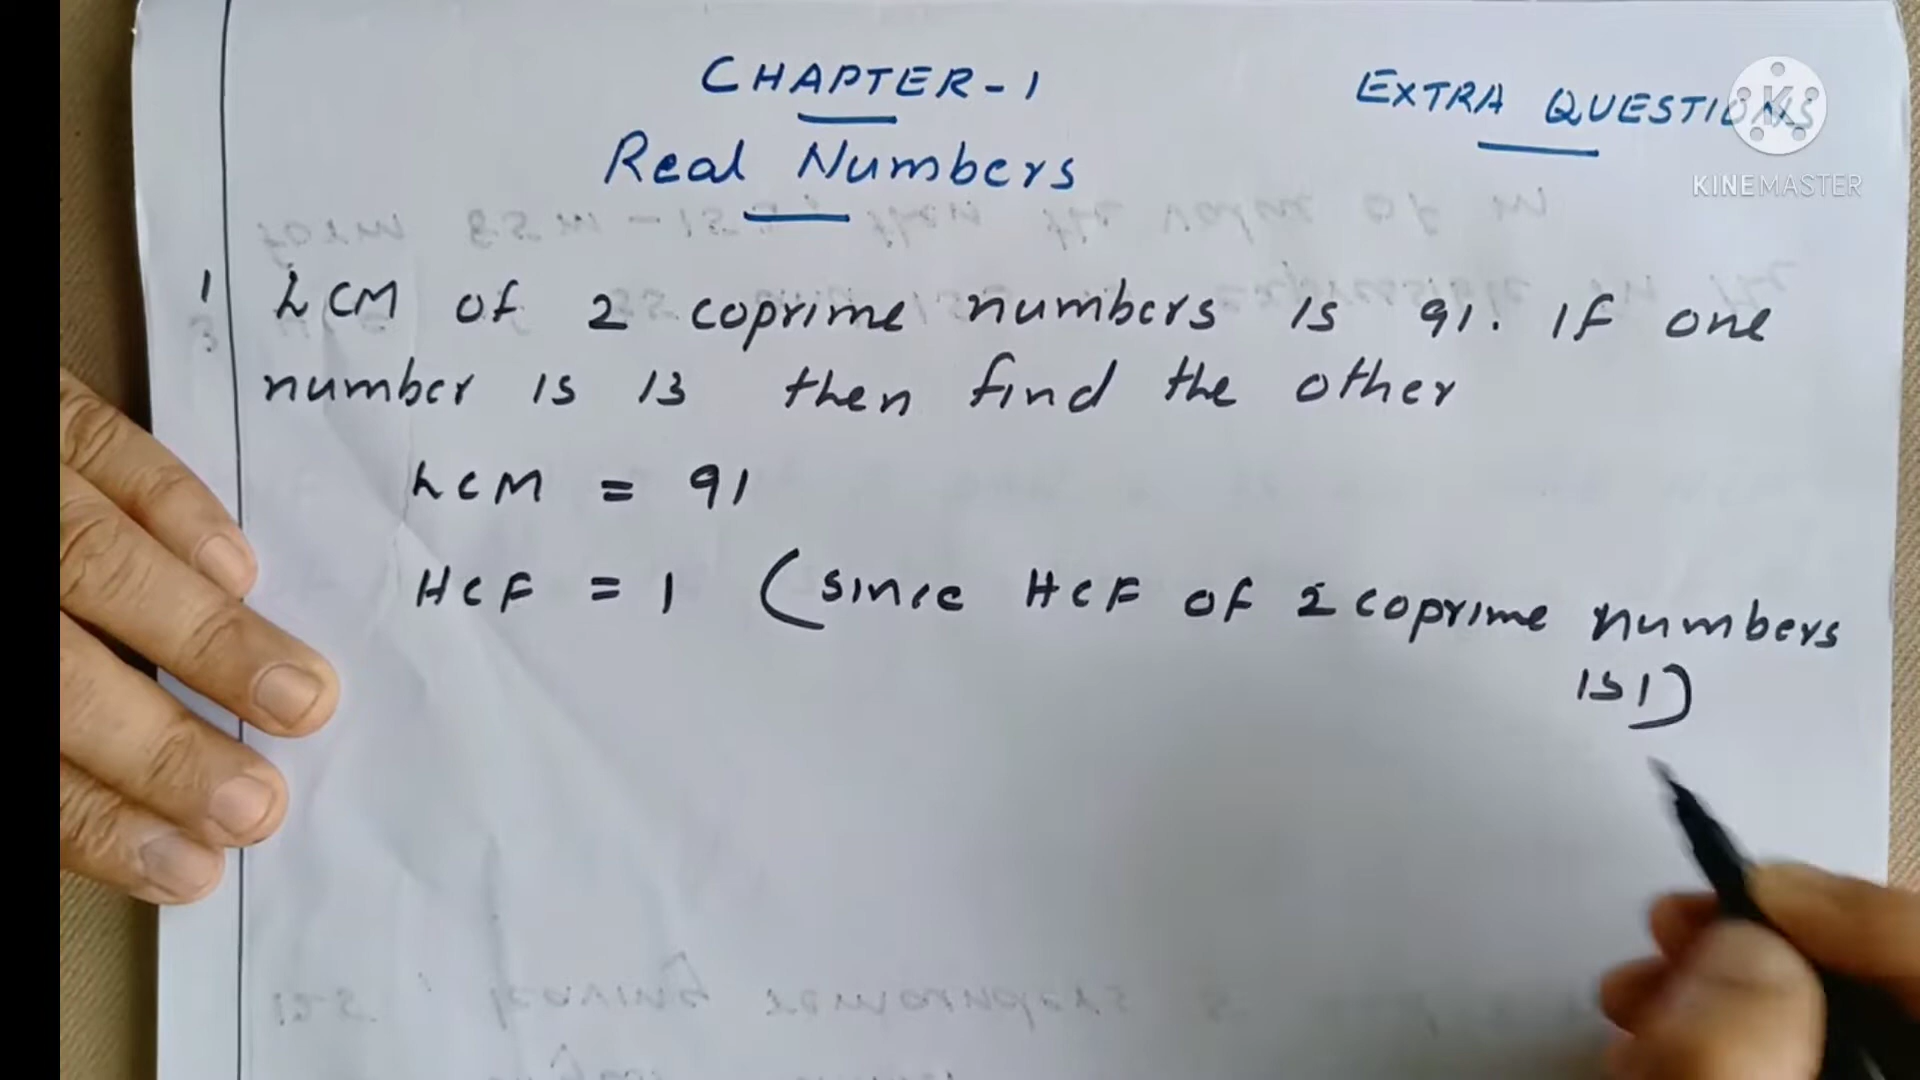 CHAPTER-1
EXTRA QUESTIONS
KINEMASTER
Real Numbers
1 LCM of 2 coprime numbers is 91. If one
number is 13 then find the other
LCM = 91
HCF = 1 (since HCF of 2 coprime numbers
is 1)